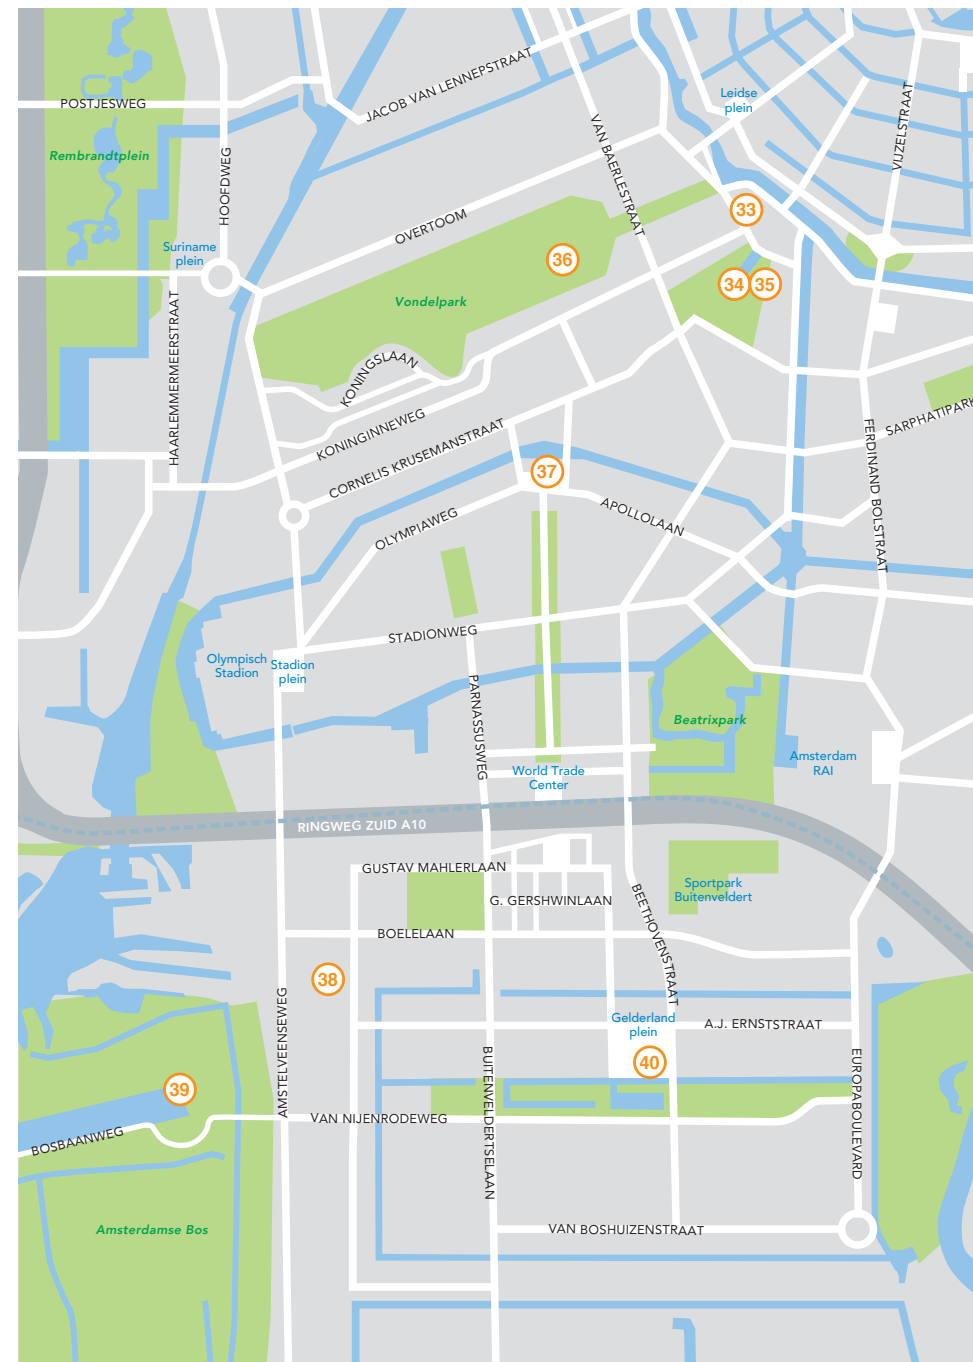 JACOB VAN LENNEPSTRAAT
Leidse
plein
POSTJESWEG
VIJZELSTRAAT
VAN BAERLESTRAAT
Rembrandtplein
HOOFDWEG
33
OVERTOOM
Suriname
plein
36
34
35
Vondelpark
HAARLEMMERMEERSTRAAT
KONINGSLAAN
SARPHATIPARK
KONINGINNEWEG
CORNELIS KRUSEMANSTRAAT
FERDINAND BOLSTRAAT
37
OLYMPIAWEG
APOLLOLAAN
STADIONWEG
Olympisch
Stadion
Stadion
plein
PARNASSUSWEG
Beatrixpark
Amsterdam
RAI
World Trade
Center
RINGWEG ZUID A10
GUSTAV MAHLERLAAN
Sportpark
Buitenveldert
G. GERSHWINLAAN
BEETHOVENSTRAAT
BOELELAAN
38
AMSTELVEENSEWEG
Gelderland
plein
A.J. ERNSTSTRAAT
40
39
BUITENVELDERTSELAAN
EUROPABOULEVARD
VAN NIJENRODEWEG
BOSBAANWEG
Amsterdamse Bos
VAN BOSHUIZENSTRAAT